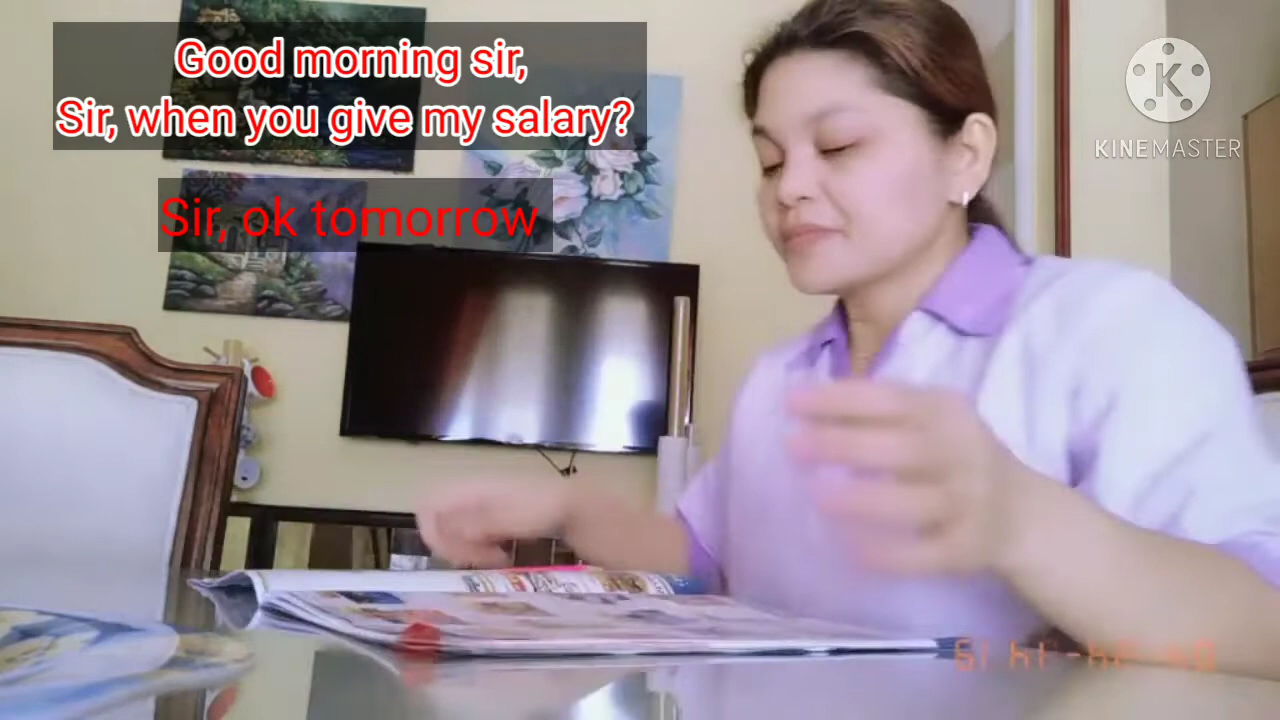 Good morning sir,
Sir, when you give my salary?
Sir, ok tomorrow
K
KINEMASTER